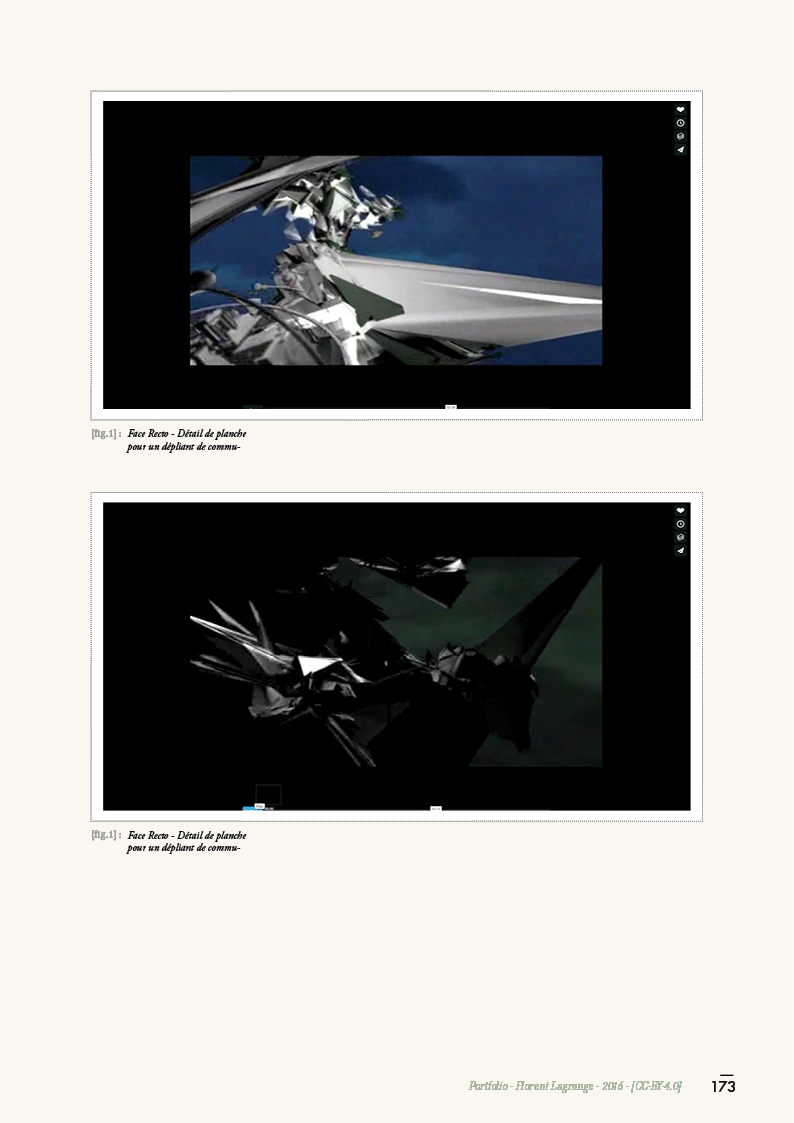 [fig.1] : Face Recto - Détail de planche
pour un dépliant de commu-
[fig.1] : Face Recto - Détail de planche
pour un dépliant de commu-
Portfolio - Florent Lagrange - 2016 - [CC-BY-4.0]
173